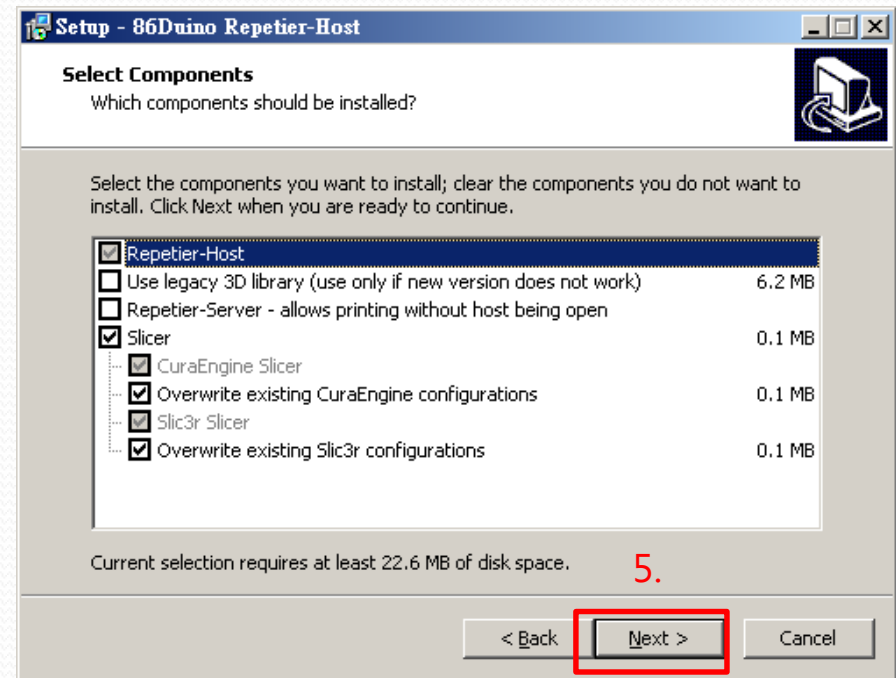 Setup - 86Duino Repetier-Host
Select Components
Which components should be installed?
Select the components you want to install; clear the components you do not want to
install. Click Next when you are ready to continue.
Repetier-Host
Use legacy 3D library (use only if new version does not work) 6.2 MB
Repetier-Server - allows printing without host being open
Slicer 0.1 MB
CuraEngine Slicer
Overwrite existing CuraEngine configurations 0.1 MB
Slic3r Slicer
Overwrite existing Slic3r configurations 0.1 MB
Current selection requires at least 22.6 MB of disk space.
5.
< Back Next > Cancel